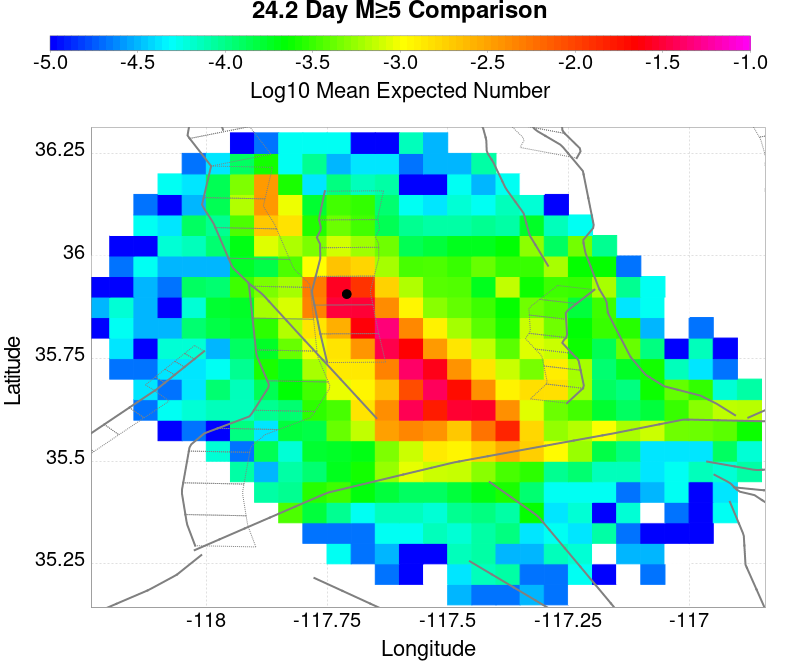 24.2 Day M≥5 Comparison
-5.0 -4.5 -4.0 -3.5 -3.0 -2.5 -2.0 -1.5 -1.0
Log10 Mean Expected Number
36.25
36
35.75
35.5
35.25
Latitude
-118 -117.75 -117.5 -117.25 -117
Longitude